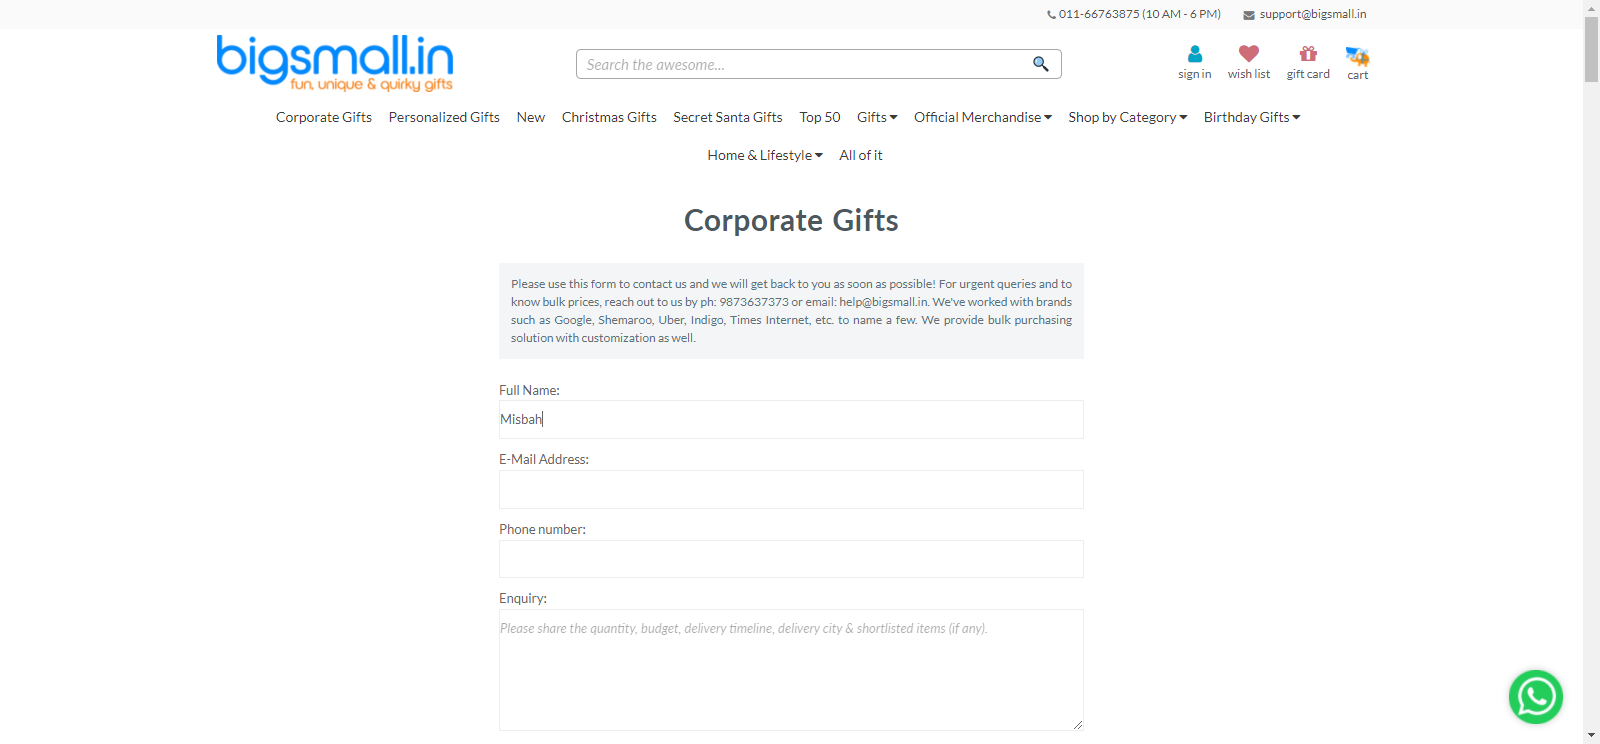 011-66763875 (10 AM - 6 PM) support@bigsmall.in
bigsmall.in
fun, unique & quirky gifts
Search the awesome...
sign in wish list gift card cart
Corporate Gifts Personalized Gifts New Christmas Gifts Secret Santa Gifts Top 50 Gifts Official Merchandise Shop by Category Birthday Gifts
Home & Lifestyle All of it
Corporate Gifts
Please use this form to contact us and we will get back to you as soon as possible! For urgent queries and to
know bulk prices, reach out to us by ph: 9873637373 or email: help@bigsmall.in. We've worked with brands
such as Google, Shemaroo, Uber, Indigo, Times Internet, etc. to name a few. We provide bulk purchasing
solution with customization as well.
Full Name:
Misbah
E-Mail Address:
Phone number:
Enquiry:
Please share the quantity, budget, delivery timeline, delivery city & shortlisted items (if any).